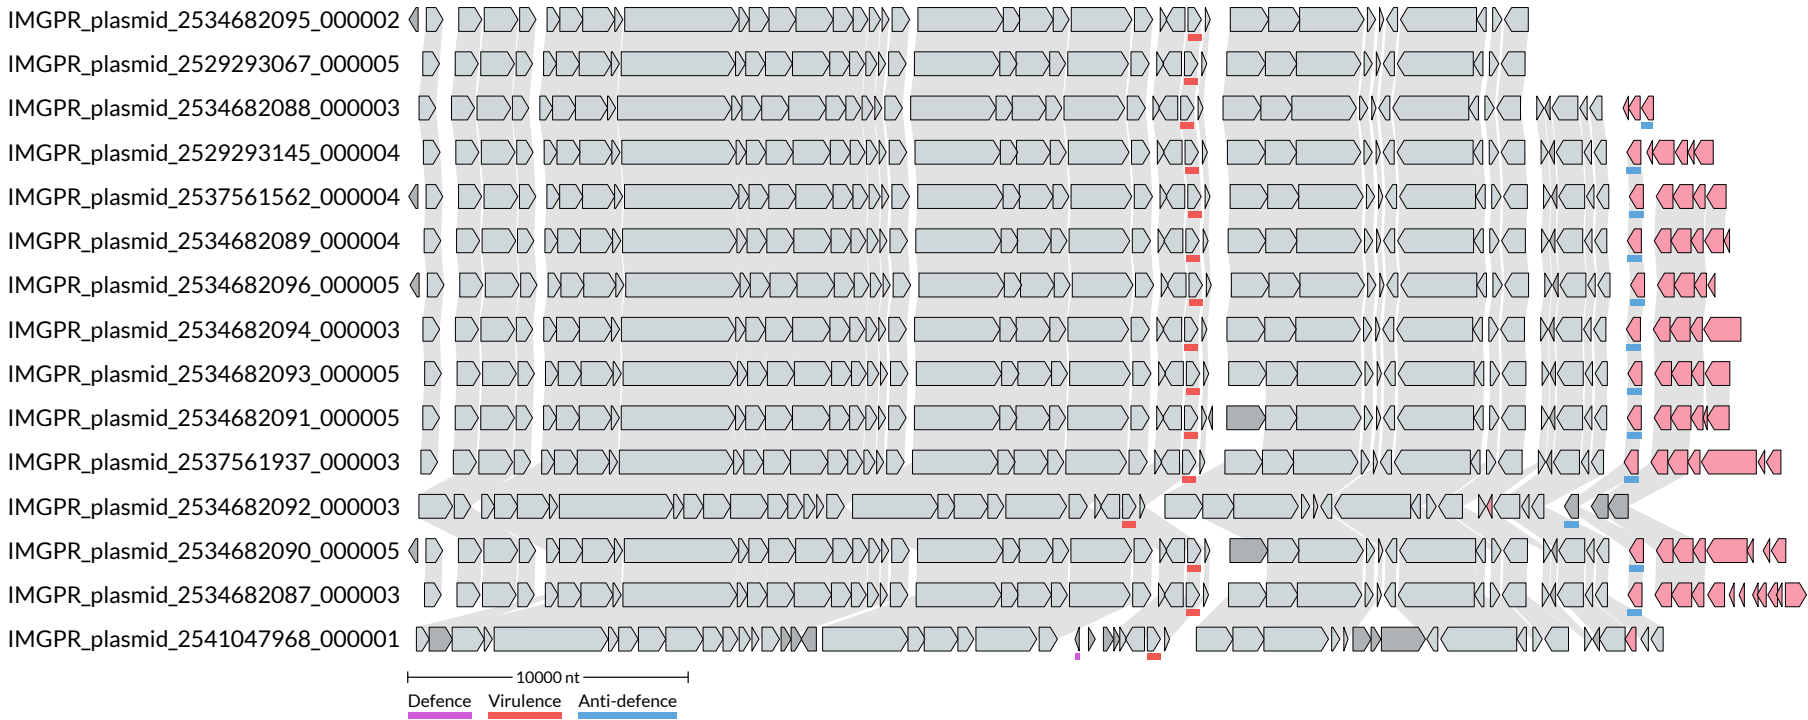 IMGPR_plasmid_2534682095_000002
IMGPR_plasmid_2529293067_000005
IMGPR_plasmid_2534682088_000003
IMGPR_plasmid_2529293145_000004
IMGPR_plasmid_2537561562_000004
IMGPR_plasmid_2534682089_000004
IMGPR_plasmid_2534682096_000005
IMGPR_plasmid_2534682094_000003
IMGPR_plasmid_2534682093_000005
IMGPR_plasmid_2534682091_000005
IMGPR_plasmid_2537561937_000003
IMGPR_plasmid_2534682092_000003
IMGPR_plasmid_2534682090_000005
IMGPR_plasmid_2534682087_000003
IMGPR_plasmid_2541047968_000001
10000 nt
Defence Virulence Anti-defence